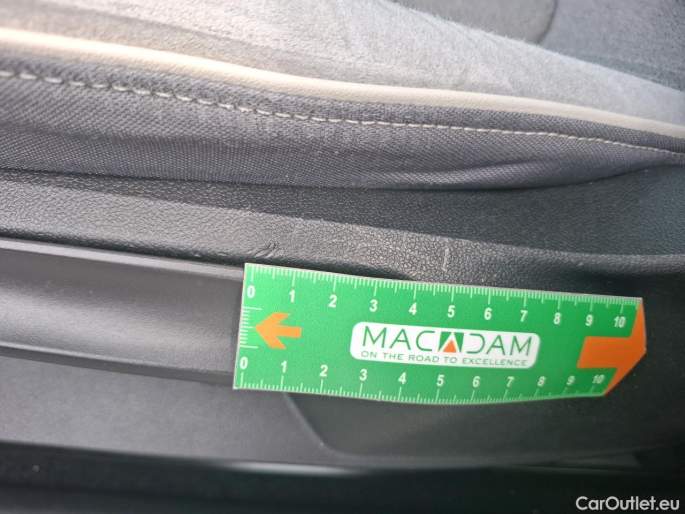 0 1 2 3 4 5 6 7 8 9 10
MACADAM
ON THE ROAD TO EXCELLENCE
0 1 2 3 4 5 6 7 8 9 10
CarOutlet.eu